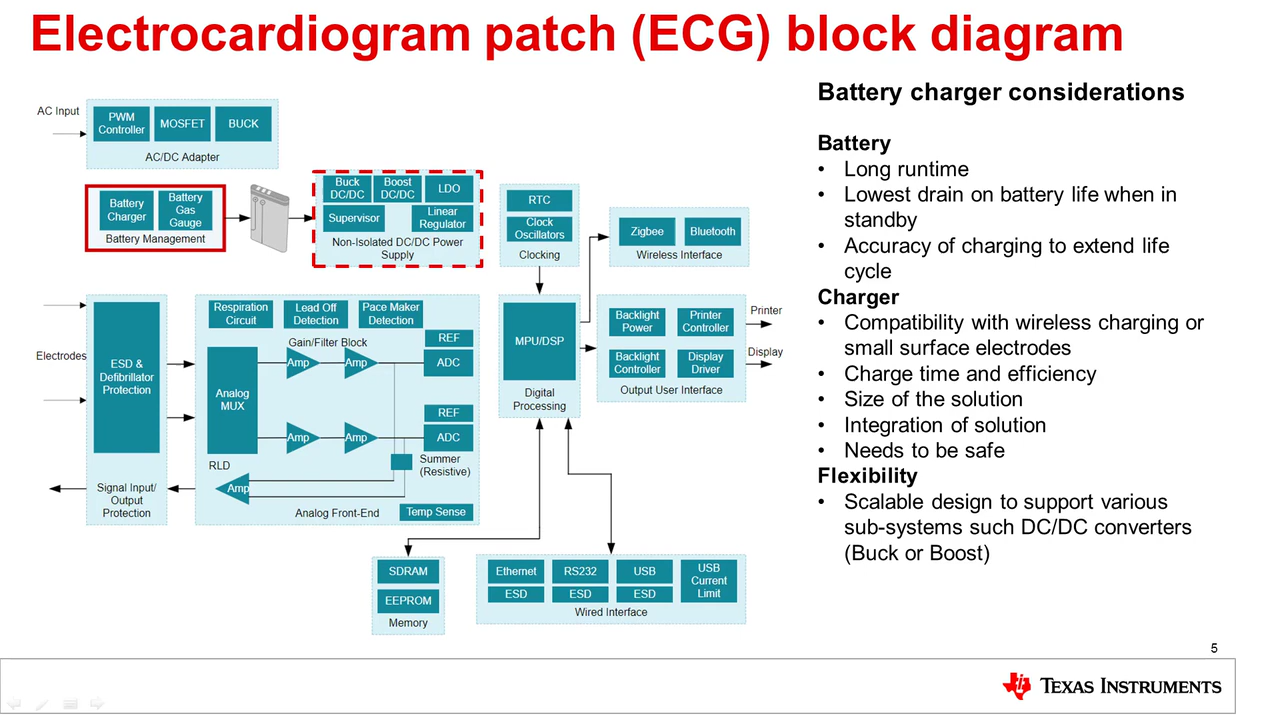 Electrocardiogram patch (ECG) block diagram
AC Input
PWM
Controller
MOSFET
BUCK
AC/DC Adapter
Battery
Charger
Battery
Gas
Gauge
Battery Management
Buck
DC/DC
Boost
DC/DC
LDO
Supervisor
Linear
Regulator
Non-Isolated DC/DC Power
Supply
RTC
Clock
Oscillators
Clocking
Zigbee
Bluetooth
Wireless Interface
Electrodes
ESD &
Defibrillator
Protection
Signal Input/
Output
Protection
Respiration
Circuit
Lead Off
Detection
Pace Maker
Detection
Gain/Filter Block
Analog
MUX
Amp
Amp
REF
ADC
Amp
Amp
REF
ADC
RLD
Amp
Summer
(Resistive)
Analog Front-End
Temp Sense
MPU/DSP
Digital
Processing
Backlight
Power
Printer
Controller
Backlight
Controller
Display
Driver
Output User Interface
Printer
Display
SDRAM
EEPROM
Memory
Ethernet
RS232
USB
USB
Current
Limit
ESD
ESD
ESD
Wired Interface
Battery charger considerations
Battery
• Long runtime
• Lowest drain on battery life when in
standby
• Accuracy of charging to extend life
cycle
Charger
• Compatibility with wireless charging or
small surface electrodes
• Charge time and efficiency
• Size of the solution
• Integration of solution
• Needs to be safe
Flexibility
• Scalable design to support various
sub-systems such DC/DC converters
(Buck or Boost)
5
TEXAS INSTRUMENTS